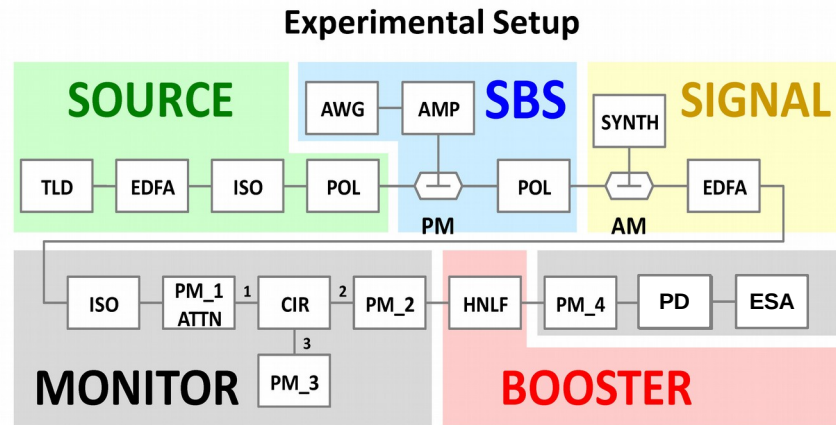 Experimental Setup
SOURCE
AWG
AMP
SBS
SYNTH
SIGNAL
TLD
EDFA
ISO
POL
POL
EDFA
PM
AM
ISO
PM_1
ATTN
1
CIR
2
PM_2
HNLF
PM_4
PD
ESA
3
PM_3
MONITOR
BOOSTER